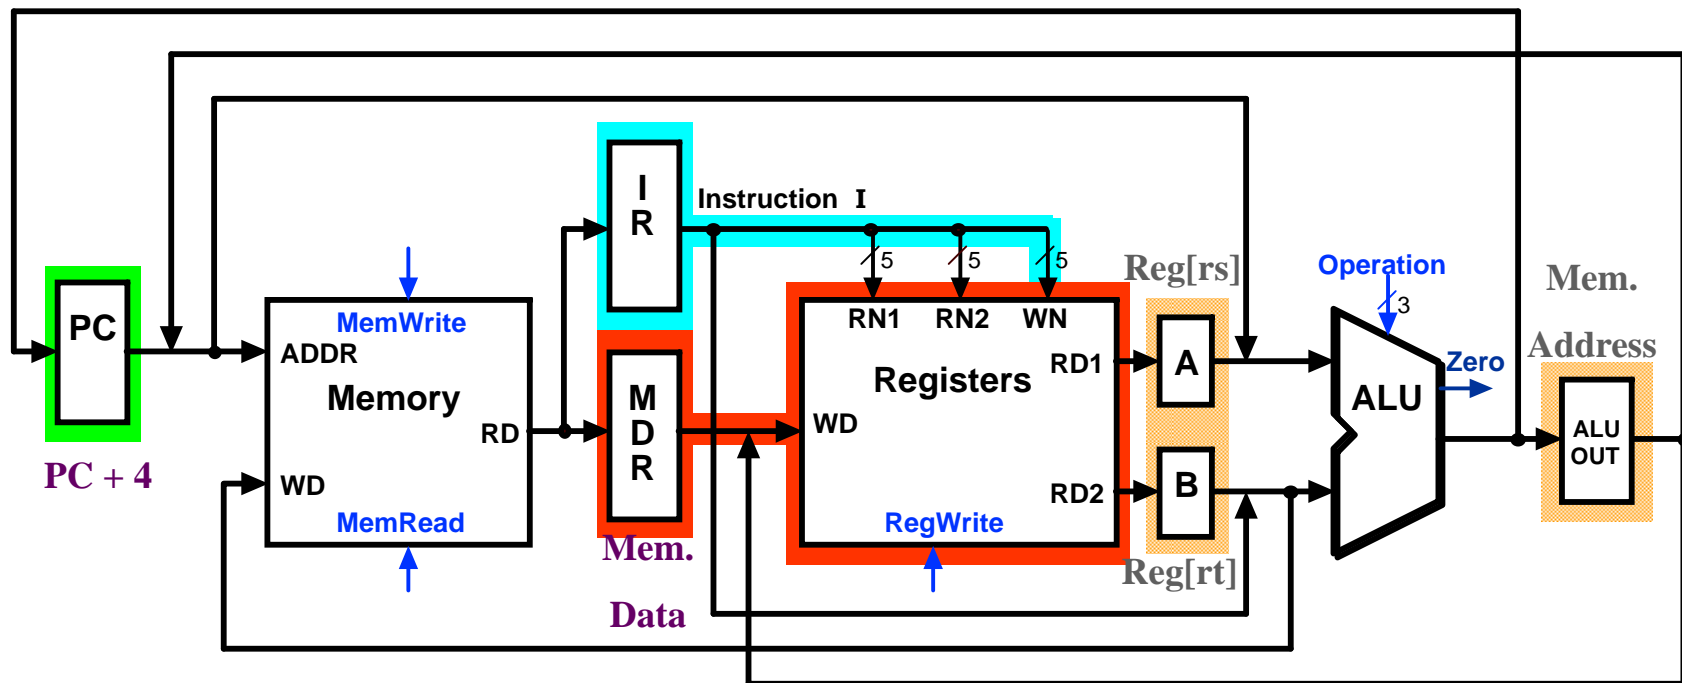 I
R
Instruction I
5
5
5
Reg[rs]
Operation
3
Mem.
Address
PC
MemWrite
ADDR
Memory
RD
WD
MemRead
PC + 4
M
D
R
Mem.
Data
RN1
RN2
WN
RD1
Registers
WD
RD2
RegWrite
A
B
Reg[rt]
ALU
Zero
ALU
OUT